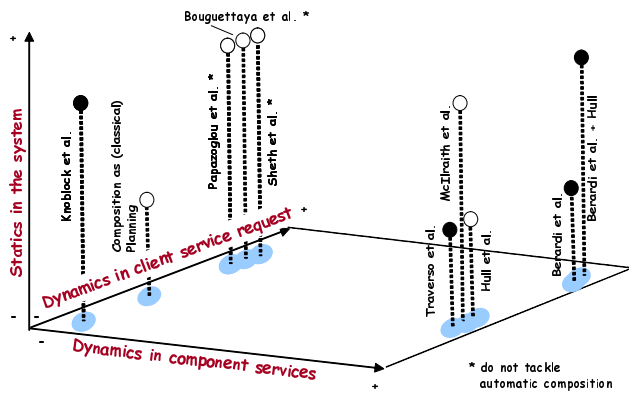 Bouguettaya et al. *
+
Statics in the system
Knoblock et al.
Composition as (classical)
Planning
Papazoglou et al. *
Sheth et al. *
McIlraith et al.
Berardi et al. + Hull
Berardi et al.
Traverso et al.
Hull et al.
+
Dynamics in client service request
-
-
-
Dynamics in component services
+
* do not tackle
automatic composition